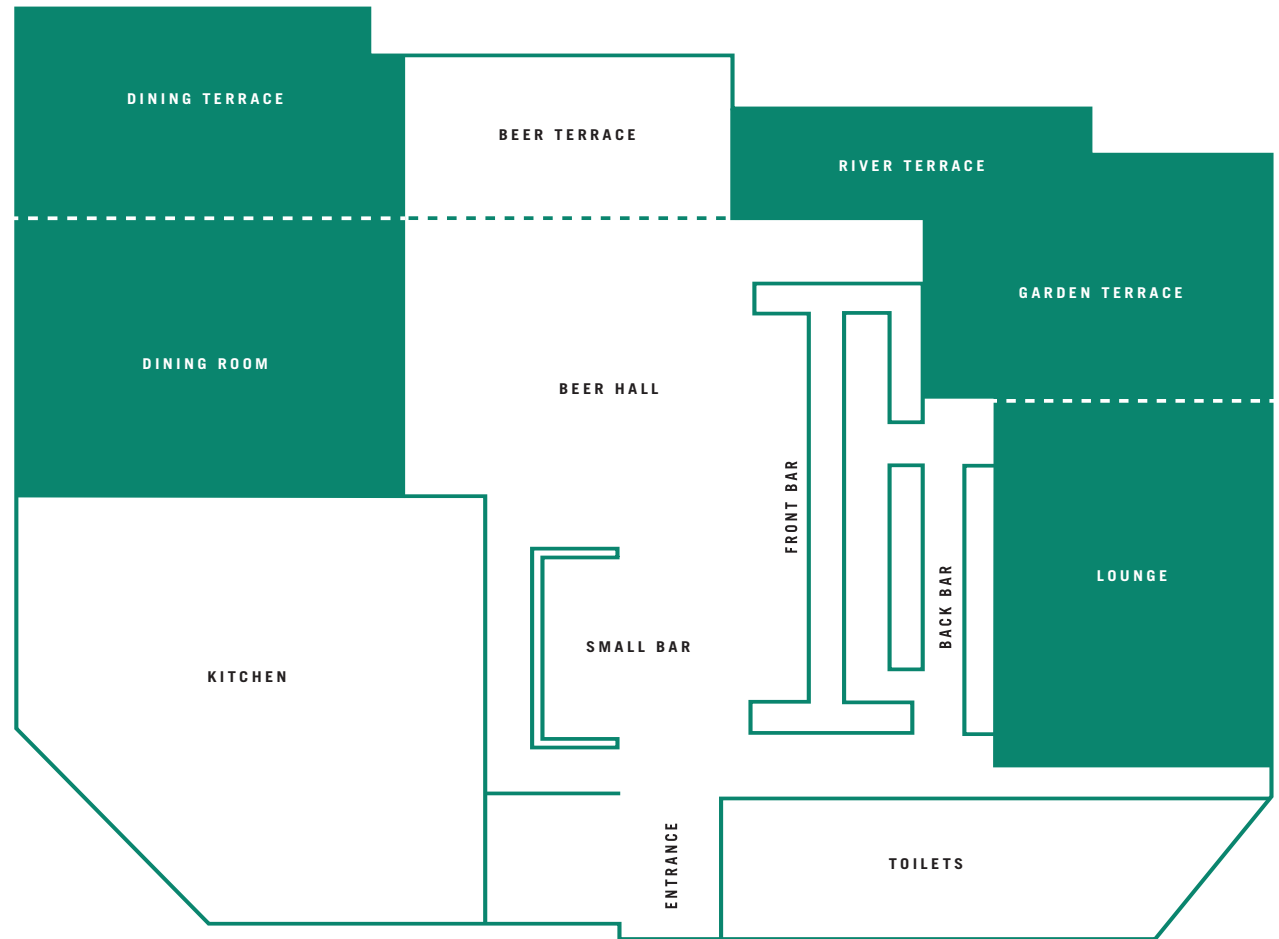 DINING TERRACE
BEER TERRACE
RIVER TERRACE
GARDEN TERRACE
DINING ROOM
BEER HALL
FRONT BAR
LOUNGE
BACK BAR
SMALL BAR
KITCHEN
ENTRANCE
TOILETS